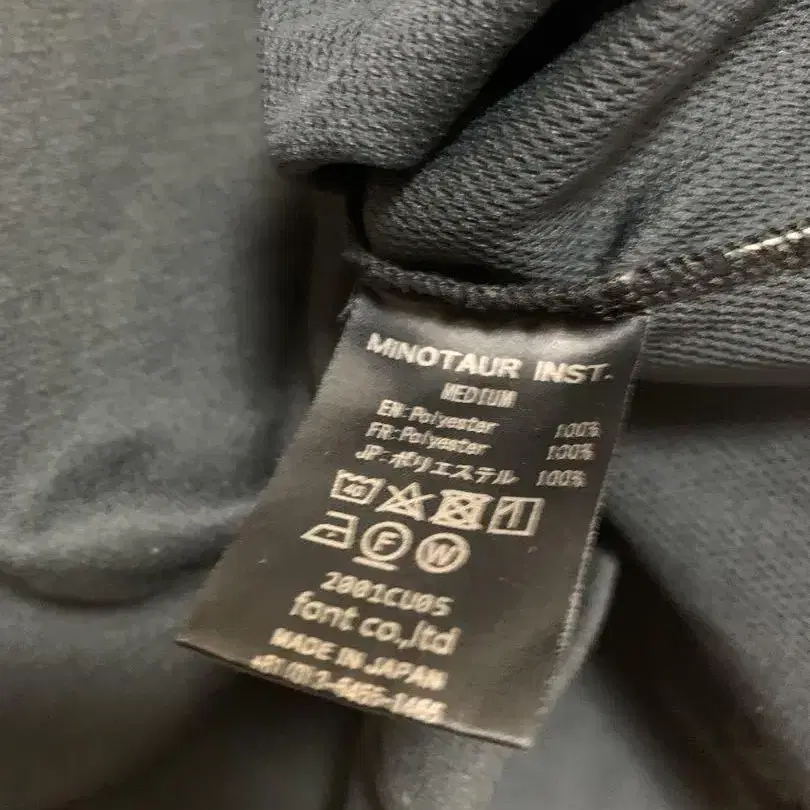 MINOTAUR INST.
MEDIUM
EN:Polyester 100%
FR:Polyester 100%
JP:ポリエステル 100%
40
F W
2001CU05
font co,.ltd
MADE IN JAPAN